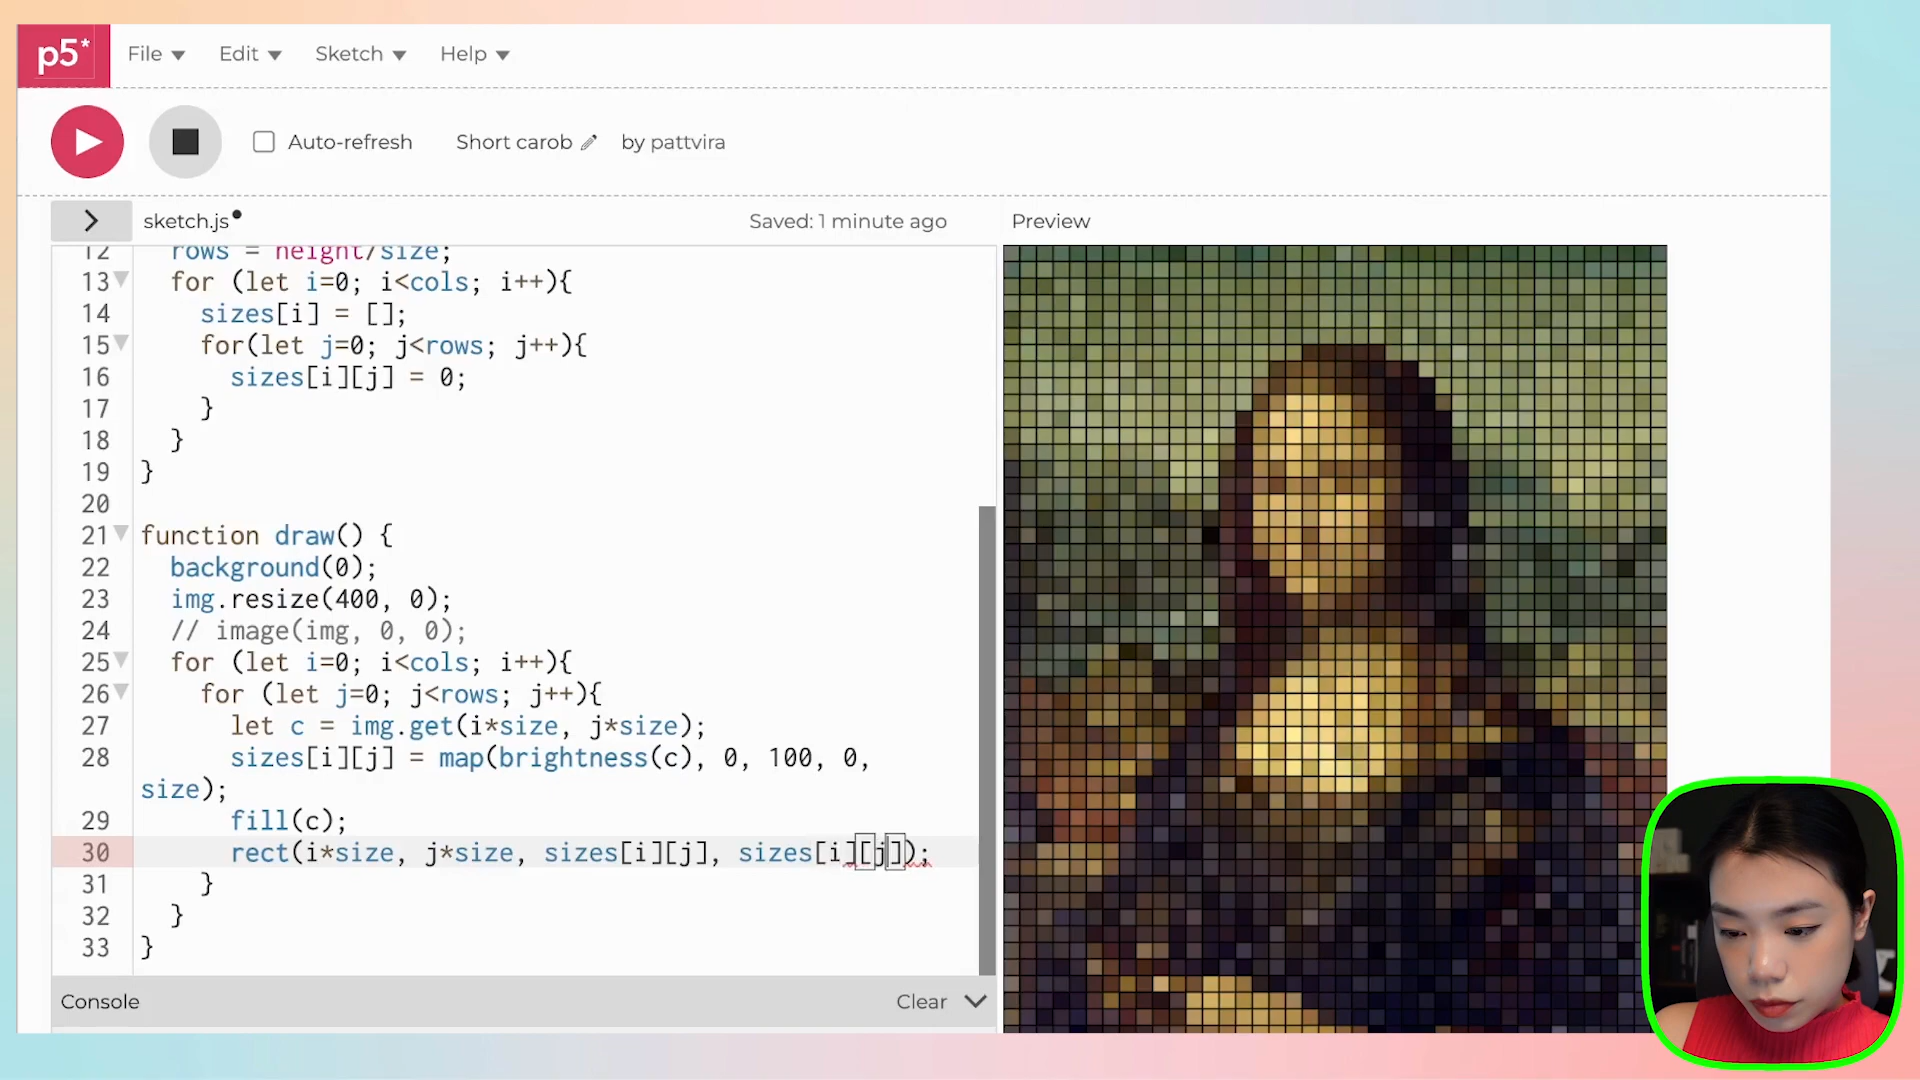 p5* File Edit Sketch Help
Auto-refresh Short carob by pattvira
sketch.js Saved: 1 minute ago Preview
12 rows = height/size;
13 for (let i=0; i<cols; i++){
14 sizes[i] = [];
15 for(let j=0; j<rows; j++){
16 sizes[i][j] = 0;
17 }
18 }
19 }
20
21 function draw() {
22 background(0);
23 img.resize(400, 0);
24 // image(img, 0, 0);
25 for (let i=0; i<cols; i++){
26 for (let j=0; j<rows; j++){
27 let c = img.get(i*size, j*size);
28 sizes[i][j] = map(brightness(c), 0, 100, 0,
size);
29 fill(c);
30 rect(i*size, j*size, sizes[i][j], sizes[i][j]);
31 }
32 }
33 }
Console Clear